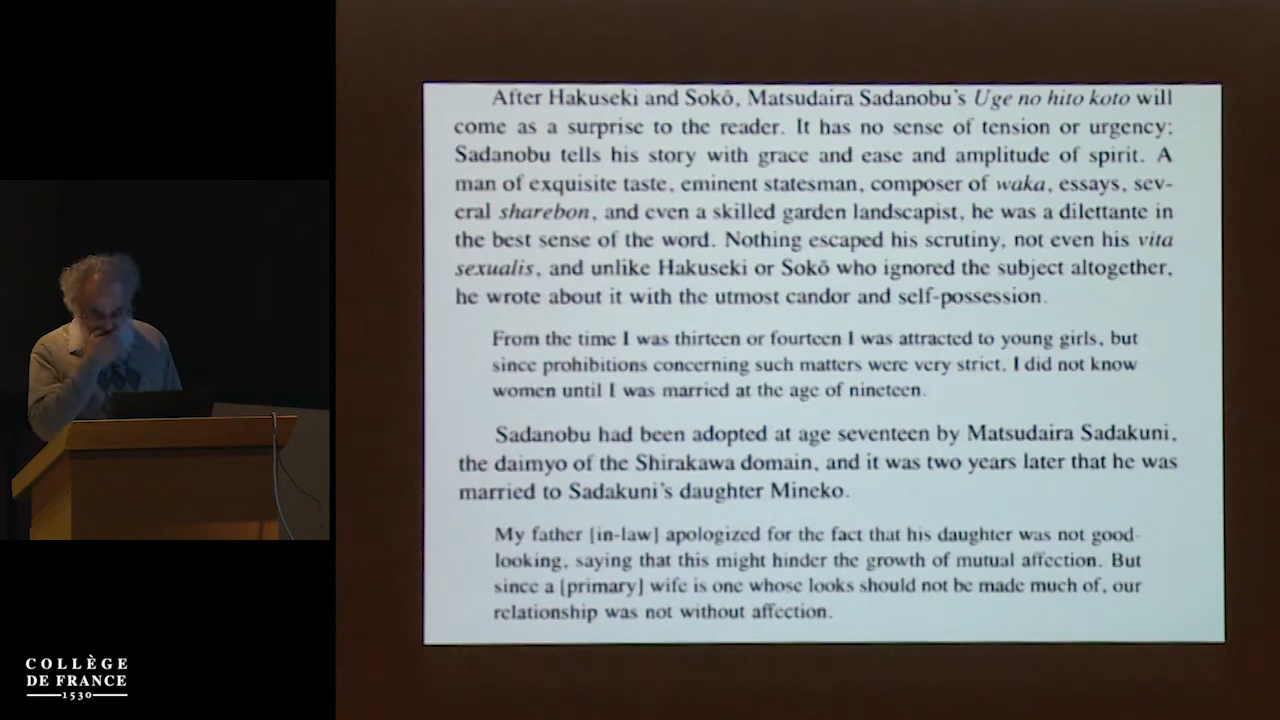 After Hakuseki and Sokō, Matsudaira Sadanobu's Uge no hito koto will
come as a surprise to the reader. It has no sense of tension or urgency;
Sadanobu tells his story with grace and ease and amplitude of spirit. A
man of exquisite taste, eminent statesman, composer of waka, essays, sev-
eral sharebon, and even a skilled garden landscapist, he was a dilettante in
the best sense of the word. Nothing escaped his scrutiny, not even his vita
sexualis, and unlike Hakuseki or Sokō who ignored the subject altogether,
he wrote about it with the utmost candor and self-possession.
From the time I was thirteen or fourteen I was attracted to young girls, but
since prohibitions concerning such matters were very strict, I did not know
women until I was married at the age of nineteen.
Sadanobu had been adopted at age seventeen by Matsudaira Sadakuni,
the daimyo of the Shirakawa domain, and it was two years later that he was
married to Sadakuni's daughter Mineko.
My father [in-law] apologized for the fact that his daughter was not good-
looking, saying that this might hinder the growth of mutual affection. But
since a [primary] wife is one whose looks should not be made much of, our
relationship was not without affection.
COLLÈGE
DE FRANCE
1530